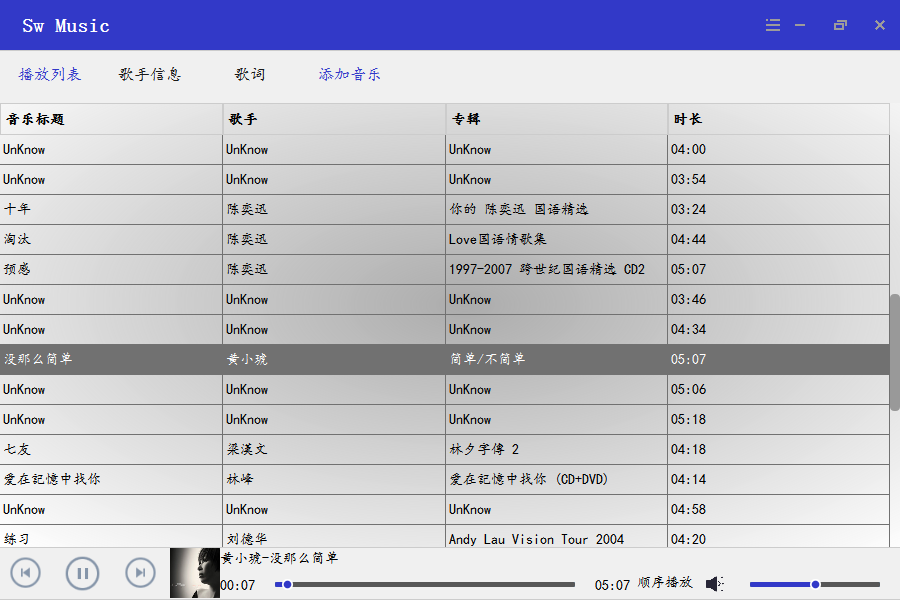 Sw Music
播放列表 歌手信息 歌词 添加音乐
音乐标题 歌手 专辑 时长
UnKnow UnKnow UnKnow 04:00
UnKnow UnKnow UnKnow 03:54
十年 陈奕迅 你的 陈奕迅 国语精选 03:24
淘汰 陈奕迅 Love国语情歌集 04:44
预感 陈奕迅 1997-2007 跨世纪国语精选 CD2 05:07
UnKnow UnKnow UnKnow 03:46
UnKnow UnKnow UnKnow 04:34
没那么简单 黄小琥 简单/不简单 05:07
UnKnow UnKnow UnKnow 05:06
UnKnow UnKnow UnKnow 05:18
七友 梁漢文 林夕字傳 2 04:18
爱在記憶中找你 林峰 爱在記憶中找你 (CD+DVD) 04:14
UnKnow UnKnow UnKnow 04:58
练习 刘德华 Andy Lau Vision Tour 2004 04:20
黄小琥-没那么简单
00:07 05:07 顺序播放